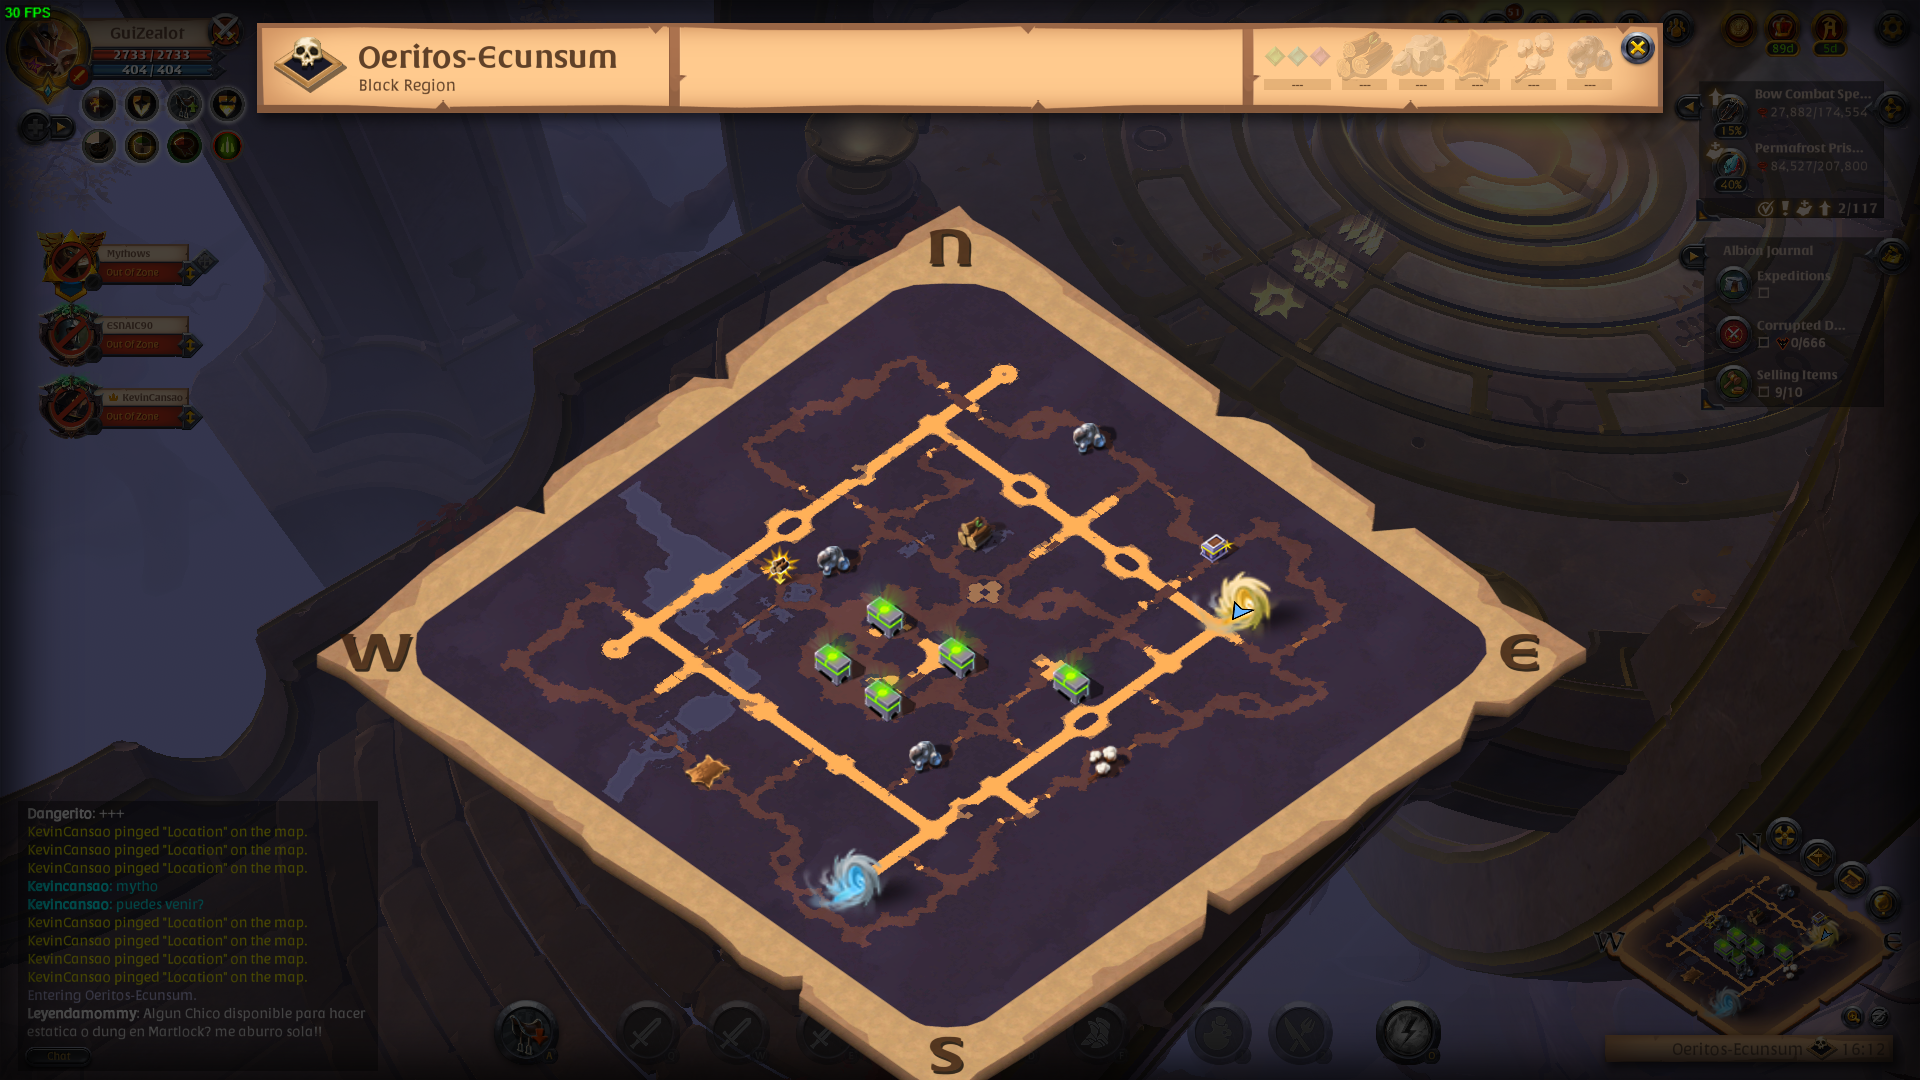 30 FPS
GuiZealot
2733 / 2733
404 / 404
Oeritos-Ecunsum
Black Region
---
---
---
---
---
---
51
89d
5d
Bow Combat Spe...
27,882/174,554
15%
Permafrost Pris...
84,527/207,800
40%
2/117
Albion Journal
Expeditions
Corrupted D...
0/666
Selling Items
9/10
Mythows
Out Of Zone
ESNAIC90
Out Of Zone
KevinCansao
Out Of Zone
N
W
E
S
Dangerito: +++
KevinCansao pinged "Location" on the map.
KevinCansao pinged "Location" on the map.
KevinCansao pinged "Location" on the map.
Kevincansao: mytho
Kevincansao: puedes venir?
KevinCansao pinged "Location" on the map.
KevinCansao pinged "Location" on the map.
KevinCansao pinged "Location" on the map.
KevinCansao pinged "Location" on the map.
Entering Oeritos-Ecunsum.
Leyendamommy: Algun Chico disponible para hacer
estatica o dung en Martlock? me aburro sola!!
Chat
A
N
W
E
Oeritos-Ecunsum 16:12